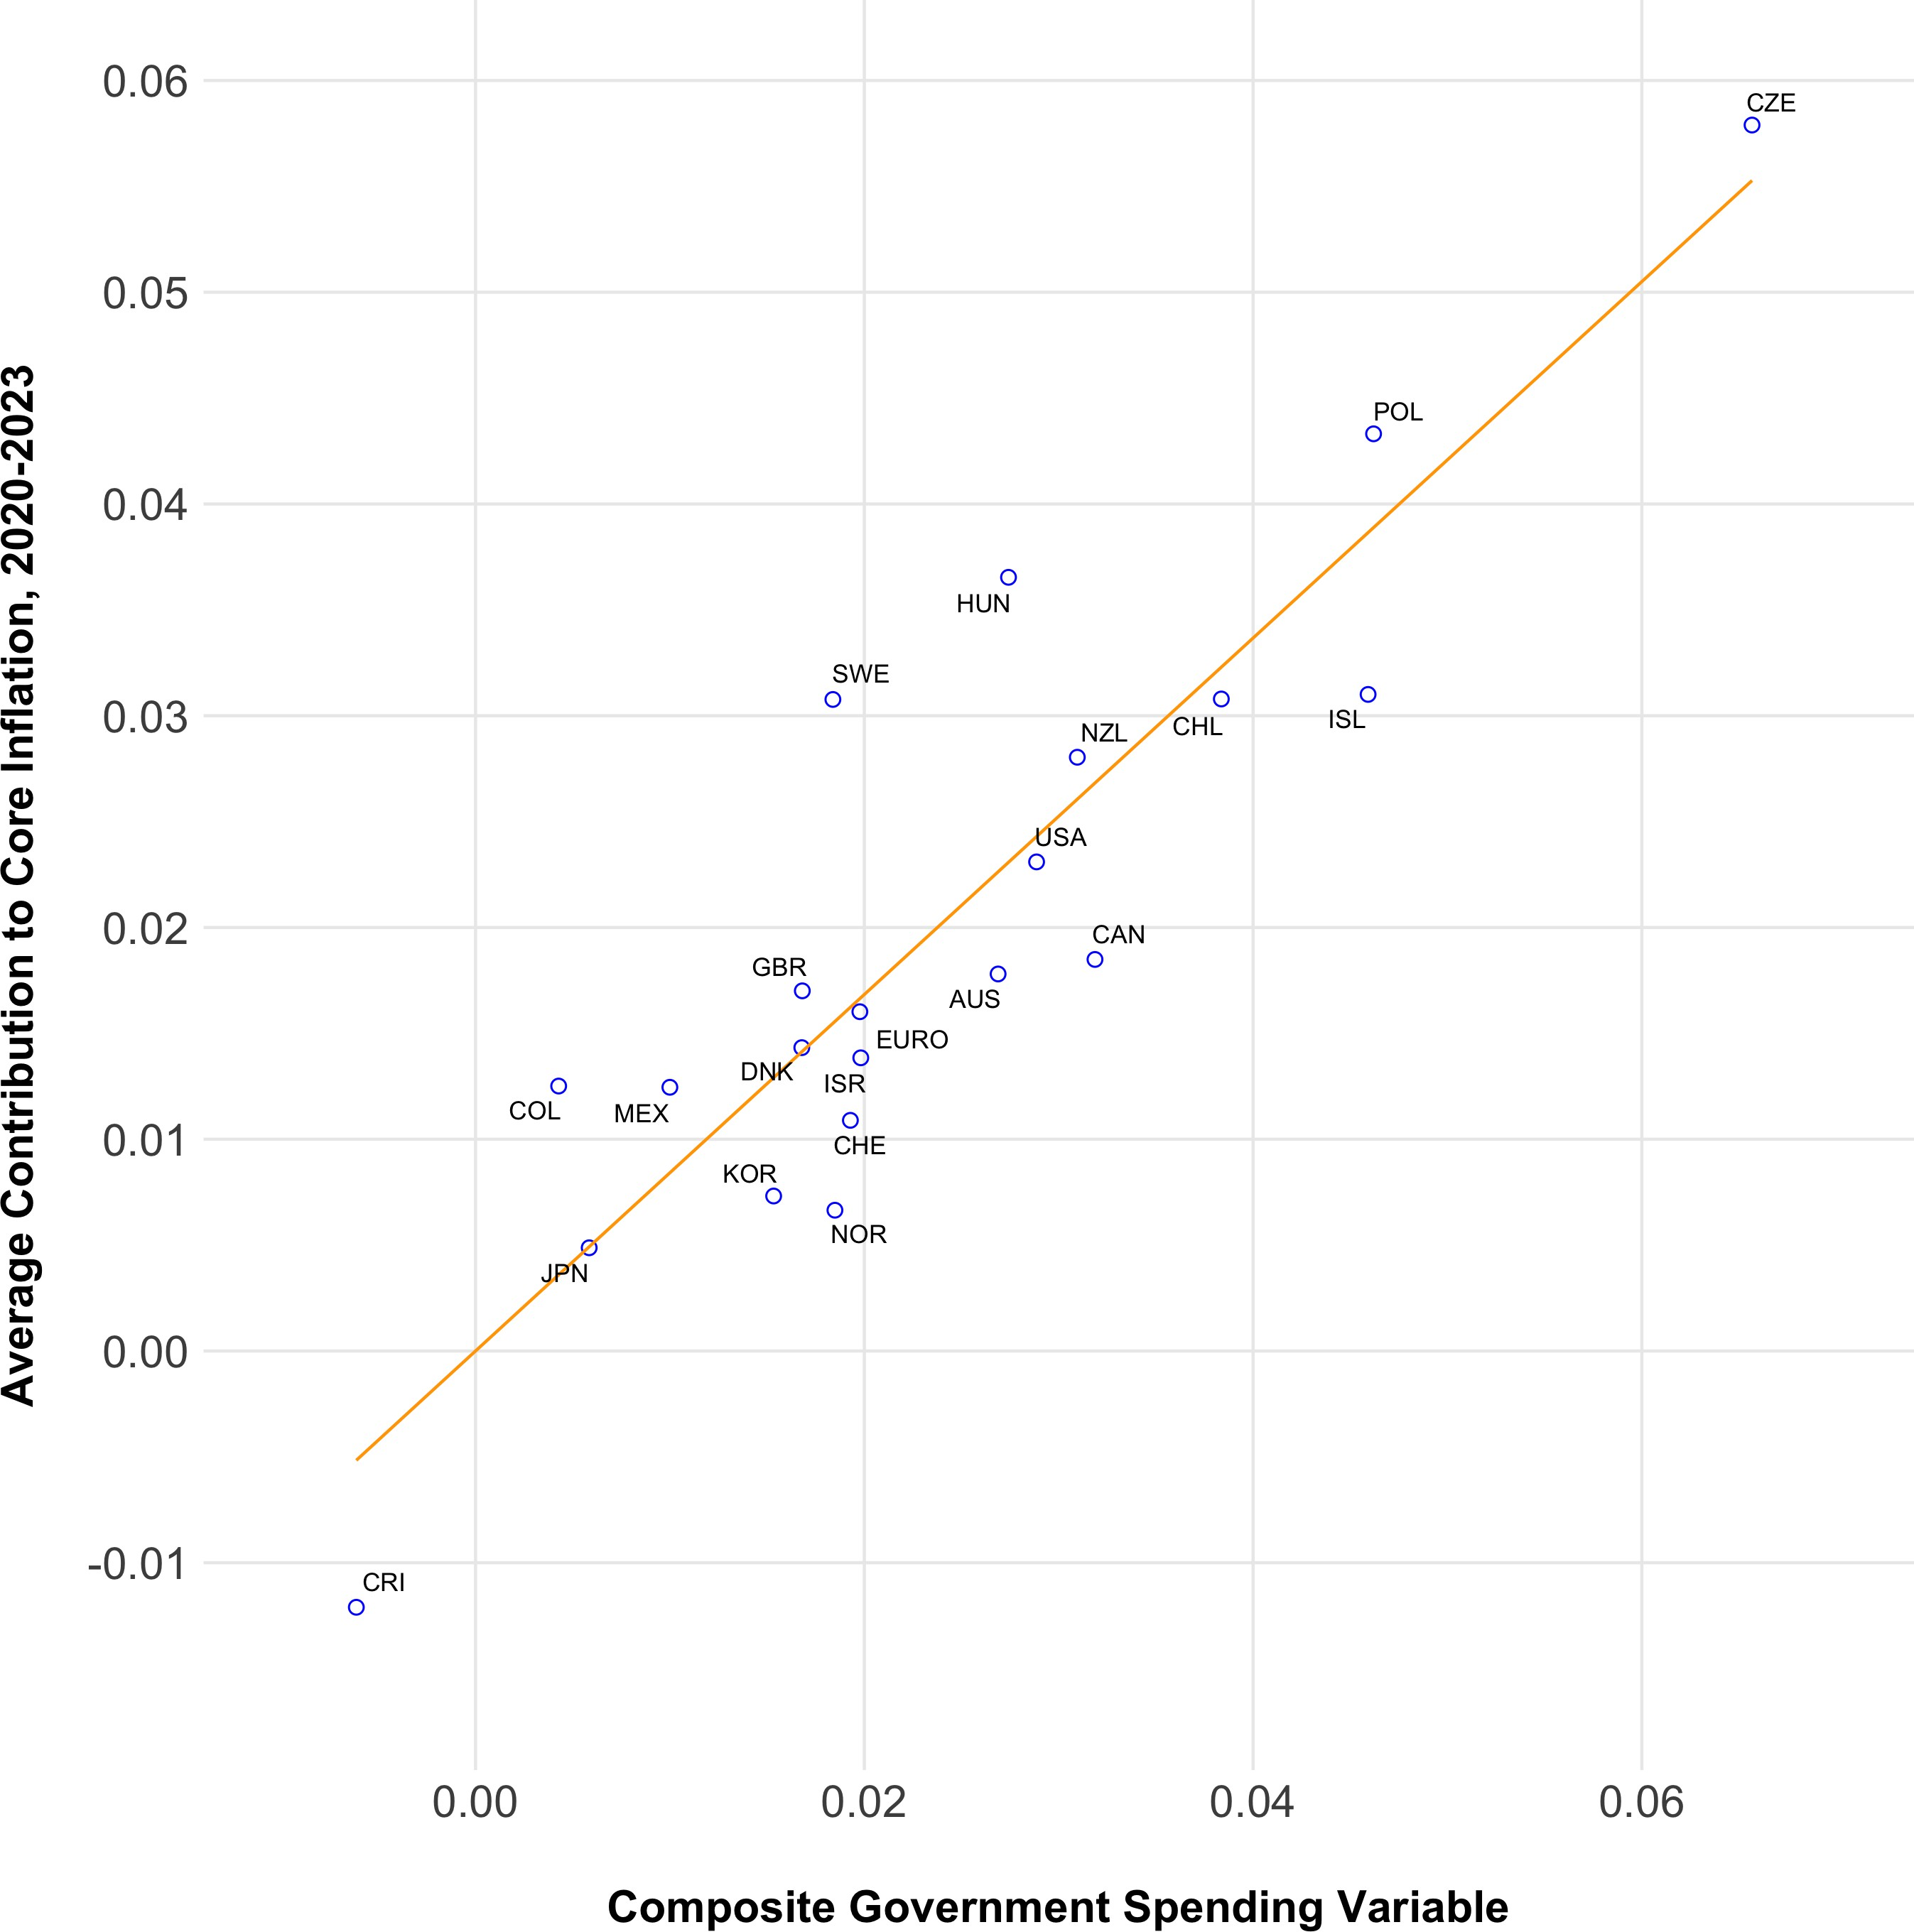 Average Contribution to Core Inflation, 2020-2023
0.06
0.05
0.04
0.03
0.02
0.01
0.00
-0.01
CZE
POL
HUN
SWE
ISL
CHL
NZL
USA
CAN
GBR
AUS
EURO
DNK
ISR
COL
MEX
CHE
KOR
NOR
JPN
CRI
0.00 0.02 0.04 0.06
Composite Government Spending Variable